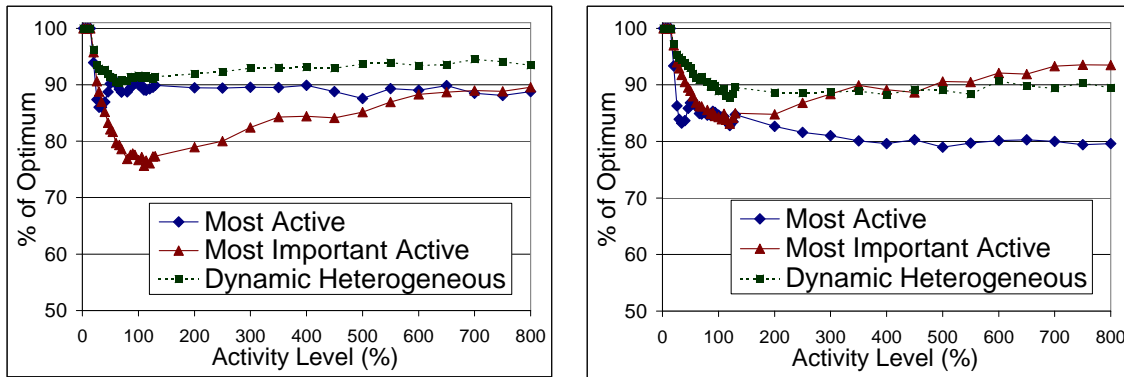 % of Optimum
100
90
80
70
60
50
Most Active
Most Important Active
Dynamic Heterogeneous
0 100 200 300 400 500 600 700 800
Activity Level (%)
% of Optimum
100
90
80
70
60
50
Most Active
Most Important Active
Dynamic Heterogeneous
0 100 200 300 400 500 600 700 800
Activity Level (%)